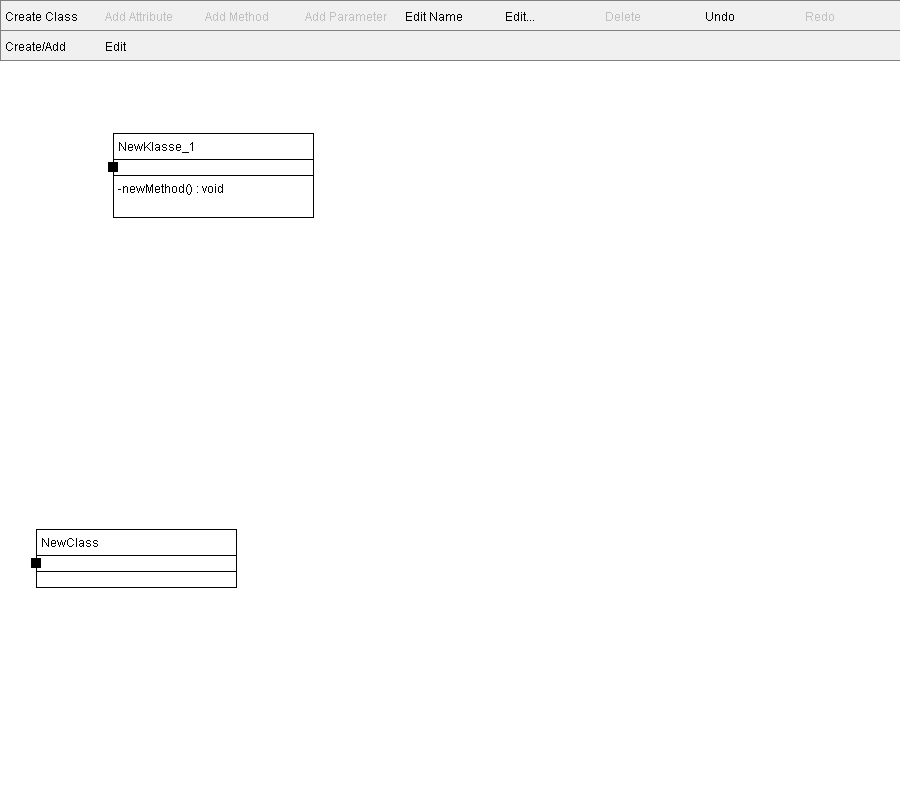 Create Class Add Attribute Add Method Add Parameter Edit Name Edit... Delete Undo Redo
Create/Add Edit
NewKlasse_1
-newMethod() : void
NewClass